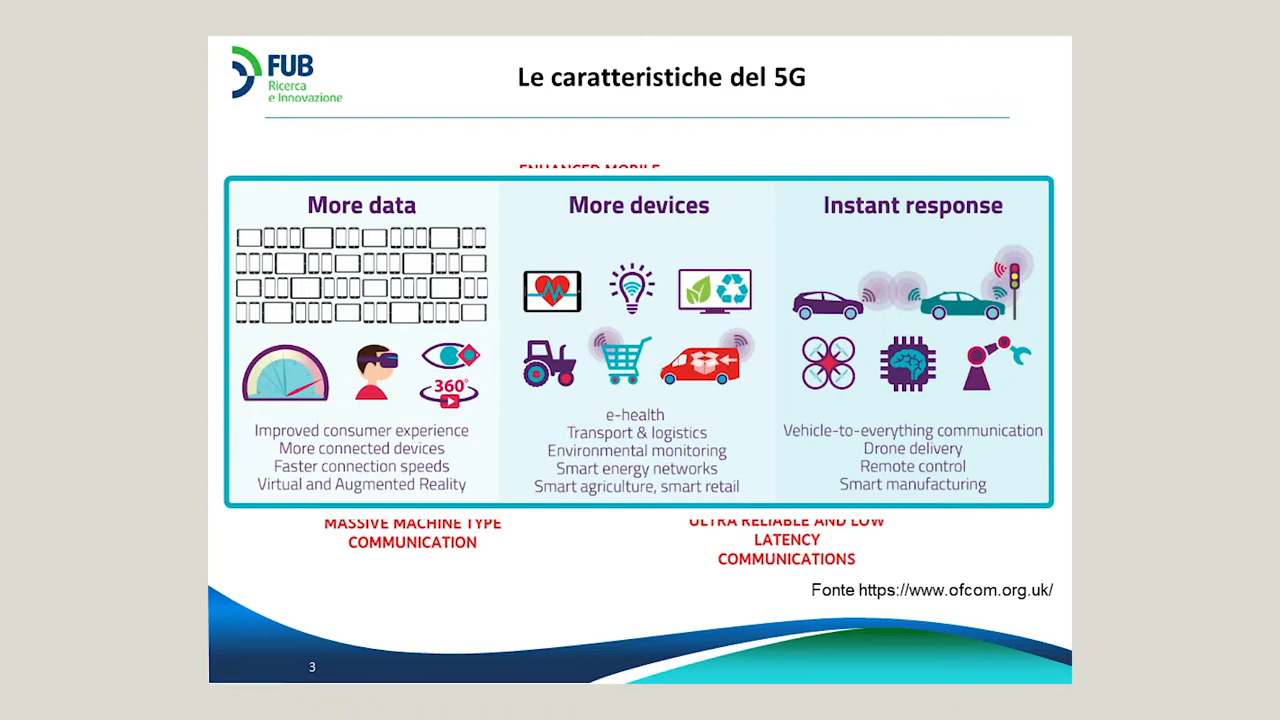 FUB
Ricerca
e Innovazione
Le caratteristiche del 5G
ENHANCED MOBILE
More data
More devices
Instant response
360°
Improved consumer experience
More connected devices
Faster connection speeds
Virtual and Augmented Reality
e-health
Transport & logistics
Environmental monitoring
Smart energy networks
Smart agriculture, smart retail
Vehicle-to-everything communication
Drone delivery
Remote control
Smart manufacturing
MASSIVE MACHINE TYPE
COMMUNICATION
ULTRA RELIABLE AND LOW
LATENCY
COMMUNICATIONS
Fonte https://www.ofcom.org.uk/
3